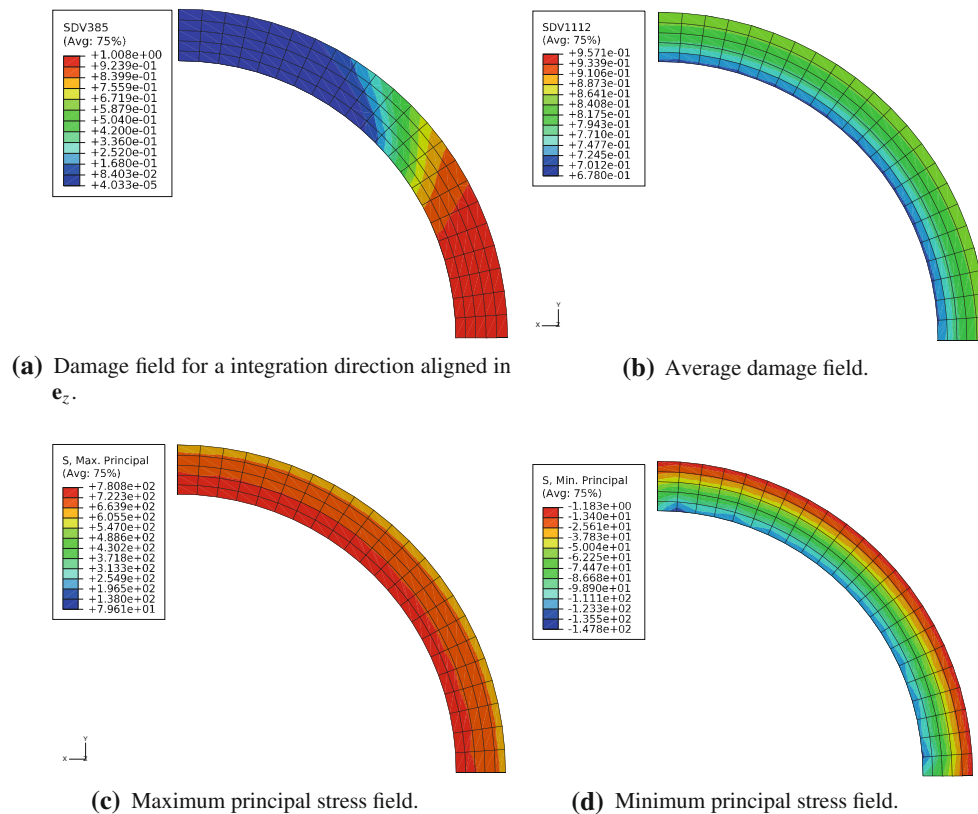 SDV385
(Avg: 75%)
+1.008e+00
+9.239e-01
+8.399e-01
+7.559e-01
+6.719e-01
+5.879e-01
+5.040e-01
+4.200e-01
+3.360e-01
+2.520e-01
+1.680e-01
+8.403e-02
+4.033e-05
SDV1112
(Avg: 75%)
+9.571e-01
+9.339e-01
+9.106e-01
+8.873e-01
+8.641e-01
+8.408e-01
+8.175e-01
+7.943e-01
+7.710e-01
+7.477e-01
+7.245e-01
+7.012e-01
+6.780e-01
Y
X Z
(a) Damage field for a integration direction aligned in
e_z.
(b) Average damage field.
S, Max. Principal
(Avg: 75%)
+7.808e+02
+7.223e+02
+6.639e+02
+6.055e+02
+5.470e+02
+4.886e+02
+4.302e+02
+3.718e+02
+3.133e+02
+2.549e+02
+1.965e+02
+1.380e+02
+7.961e+01
Y
X Z
S, Min. Principal
(Avg: 75%)
-1.183e+00
-1.340e+01
-2.561e+01
-3.783e+01
-5.004e+01
-6.225e+01
-7.447e+01
-8.668e+01
-9.890e+01
-1.111e+02
-1.233e+02
-1.355e+02
-1.478e+02
(c) Maximum principal stress field.
(d) Minimum principal stress field.